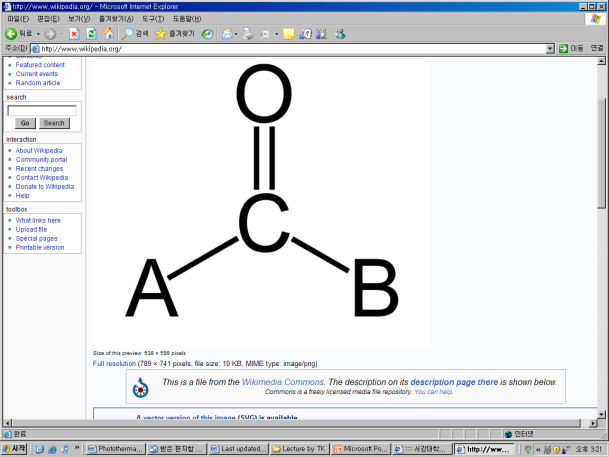 http://www.wikipedia.org/ - Microsoft Internet Explorer
파일(F) 편집(E) 보기(V) 즐겨찾기(A) 도구(T) 도움말(H)
뒤로 검색 즐겨찾기
주소(D) http://www.wikipedia.org/ 이동 연결
Contents
Featured content
Current events
Random article
search
Go Search
interaction
About Wikipedia
Community portal
Recent changes
Contact Wikipedia
Donate to Wikipedia
Help
toolbox
What links here
Upload file
Special pages
Printable version
O
C
A B
Size of this preview: 638 × 599 pixels
Full resolution (789 × 741 pixels, file size: 10 KB, MIME type: image/png)
This is a file from the Wikimedia Commons. The description on its description page there is shown below.
Commons is a freely licensed media file repository. You can help.
A vector version of this image (SVG) is available.
완료 인터넷
시작 » Phototherma... 받은 편지함 ... Last updated... Lecture by TK Microsoft Po... ::: 서강대학... http://ww... « 오후 3:21